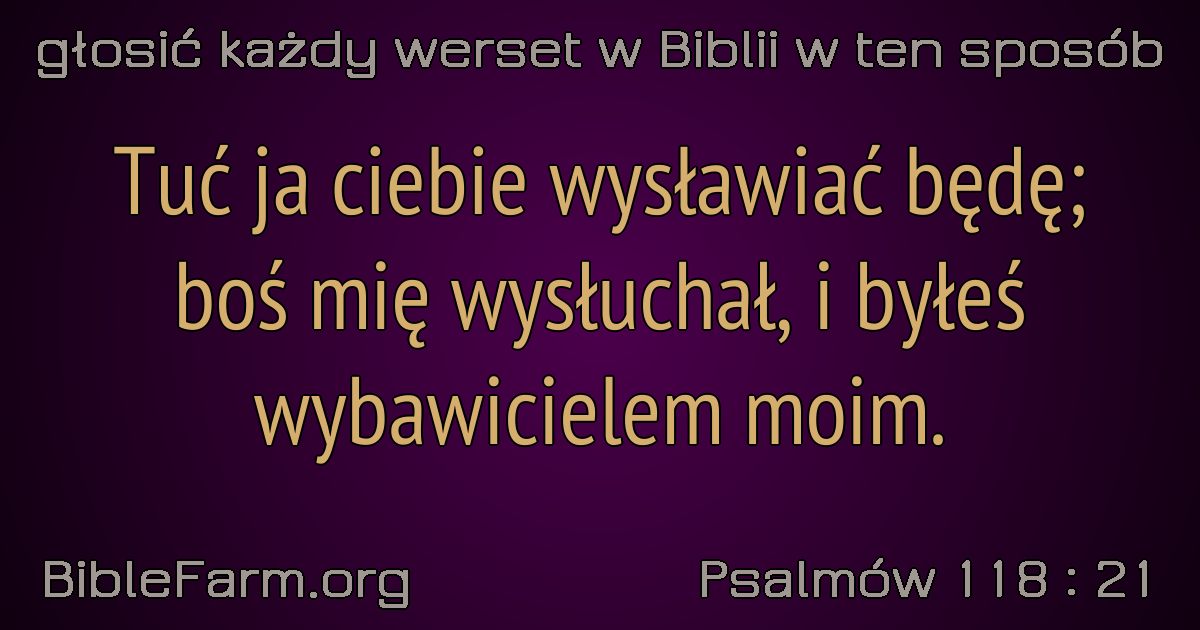 głosić każdy werset w Biblii w ten sposób
Tuć ja ciebie wysławiać będę;
boś mię wysłuchał, i byłeś
wybawicielem moim.
BibleFarm.org
Psalmów 118 : 21